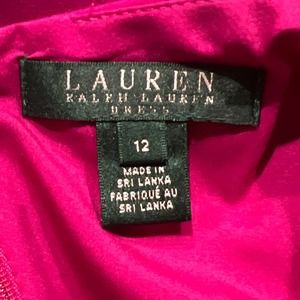 LAUREN
RALPH LAUREN
DRESS
12
MADE IN
SRI LANKA
FABRIQUÉ AU
SRI LANKA